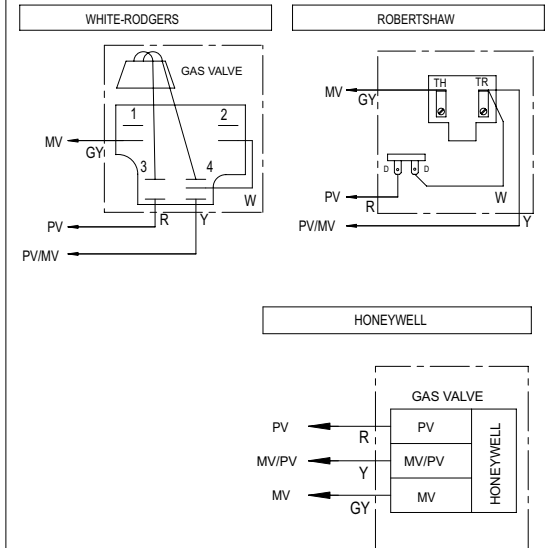 WHITE-RODGERS
GAS VALVE
1
2
MV
GY
3
4
W
R
Y
PV
PV/MV
ROBERTSHAW
TH
TR
MV
GY
D
D
PV
W
R
PV/MV
Y
HONEYWELL
GAS VALVE
PV
R
PV
MV/PV
Y
MV/PV
MV
GY
MV
HONEYWELL